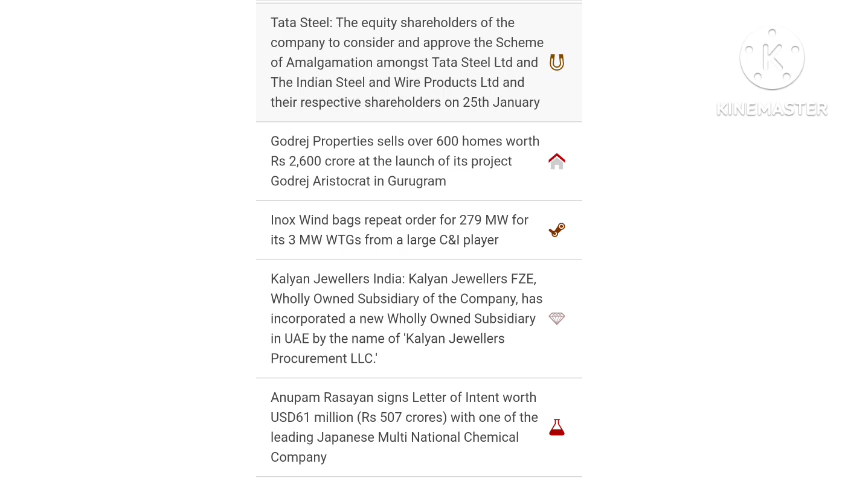 Tata Steel: The equity shareholders of the
company to consider and approve the Scheme
of Amalgamation amongst Tata Steel Ltd and
The Indian Steel and Wire Products Ltd and
their respective shareholders on 25th January
Godrej Properties sells over 600 homes worth
Rs 2,600 crore at the launch of its project
Godrej Aristocrat in Gurugram
Inox Wind bags repeat order for 279 MW for
its 3 MW WTGs from a large C&I player
Kalyan Jewellers India: Kalyan Jewellers FZE,
Wholly Owned Subsidiary of the Company, has
incorporated a new Wholly Owned Subsidiary
in UAE by the name of 'Kalyan Jewellers
Procurement LLC.'
Anupam Rasayan signs Letter of Intent worth
USD61 million (Rs 507 crores) with one of the
leading Japanese Multi National Chemical
Company
K
KINEMASTER